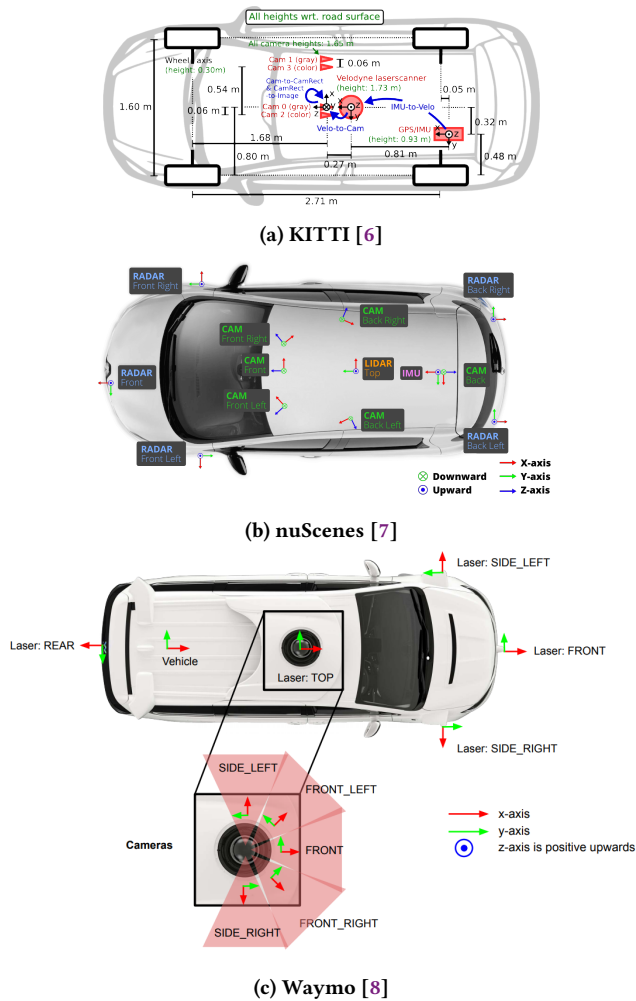 All heights wrt. road surface
All camera heights: 1.65 m
Wheel axis
(height: 0.30m)
Cam 1 (gray)
Cam 3 (color)
0.06 m
Velodyne laserscanner
(height: 1.73 m)
Cam-to-CamRect
& CamRect
-to-Image
0.54 m
0.05 m
1.60 m
0.06 m
Cam 0 (gray)
Cam 2 (color)
x
y
z
x
z
y
IMU-to-Velo
0.32 m
Velo-to-Cam
GPS/IMU
(height: 0.93 m)
x
z
y
1.68 m
0.80 m
0.27 m
0.81 m
0.48 m
2.71 m
(a) KITTI [6]
RADAR
Front Right
RADAR
Back Right
CAM
Back Right
CAM
Front Right
RADAR
Front
CAM
Front
LIDAR
Top
IMU
CAM
Back
CAM
Front Left
CAM
Back Left
RADAR
Front Left
RADAR
Back Left
Downward
Upward
X-axis
Y-axis
Z-axis
(b) nuScenes [7]
Laser: SIDE_LEFT
Laser: REAR
Vehicle
Laser: TOP
Laser: FRONT
Laser: SIDE_RIGHT
SIDE_LEFT
FRONT_LEFT
Cameras
FRONT
FRONT_RIGHT
SIDE_RIGHT
x-axis
y-axis
z-axis is positive upwards
(c) Waymo [8]